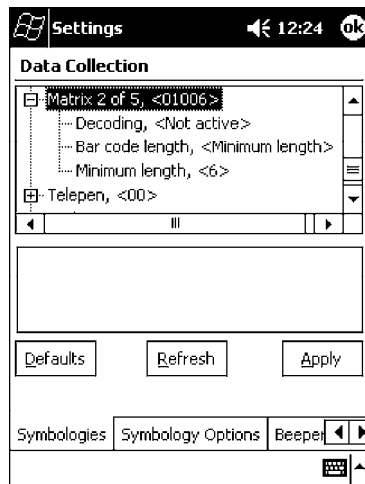 Settings 12:24 ok
Data Collection
Matrix 2 of 5, <01006>
Decoding, <Not active>
Bar code length, <Minimum length>
Minimum length, <6>
Telepen, <00>
Defaults Refresh Apply
Symbologies Symbology Options Beeper